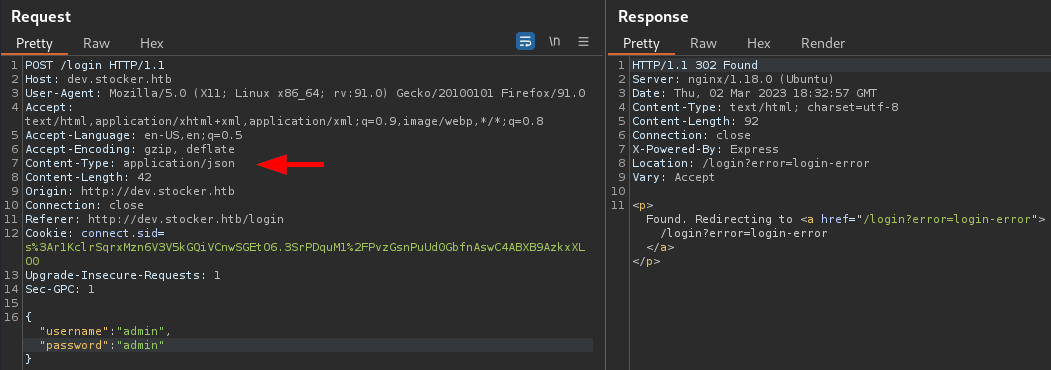 Request
Pretty Raw Hex \n
1 POST /login HTTP/1.1
2 Host: dev.stocker.htb
3 User-Agent: Mozilla/5.0 (X11; Linux x86_64; rv:91.0) Gecko/20100101 Firefox/91.0
4 Accept:
text/html,application/xhtml+xml,application/xml;q=0.9,image/webp,*/*;q=0.8
5 Accept-Language: en-US,en;q=0.5
6 Accept-Encoding: gzip, deflate
7 Content-Type: application/json
8 Content-Length: 42
9 Origin: http://dev.stocker.htb
10 Connection: close
11 Referer: http://dev.stocker.htb/login
12 Cookie: connect.sid=
s%3Ar1KclrSqrxMzn6V3V5kGQiVCnwSGEtO6.3SrPDquM1%2FPvzGsnPuUdOGbfnAswC4ABXB9AzkxXL
OO
13 Upgrade-Insecure-Requests: 1
14 Sec-GPC: 1
15
16 {
"username":"admin",
"password":"admin"
}
Response
Pretty Raw Hex Render
1 HTTP/1.1 302 Found
2 Server: nginx/1.18.0 (Ubuntu)
3 Date: Thu, 02 Mar 2023 18:32:57 GMT
4 Content-Type: text/html; charset=utf-8
5 Content-Length: 92
6 Connection: close
7 X-Powered-By: Express
8 Location: /login?error=login-error
9 Vary: Accept
10
11 <p>
Found. Redirecting to <a href="/login?error=login-error">
/login?error=login-error
</a>
</p>